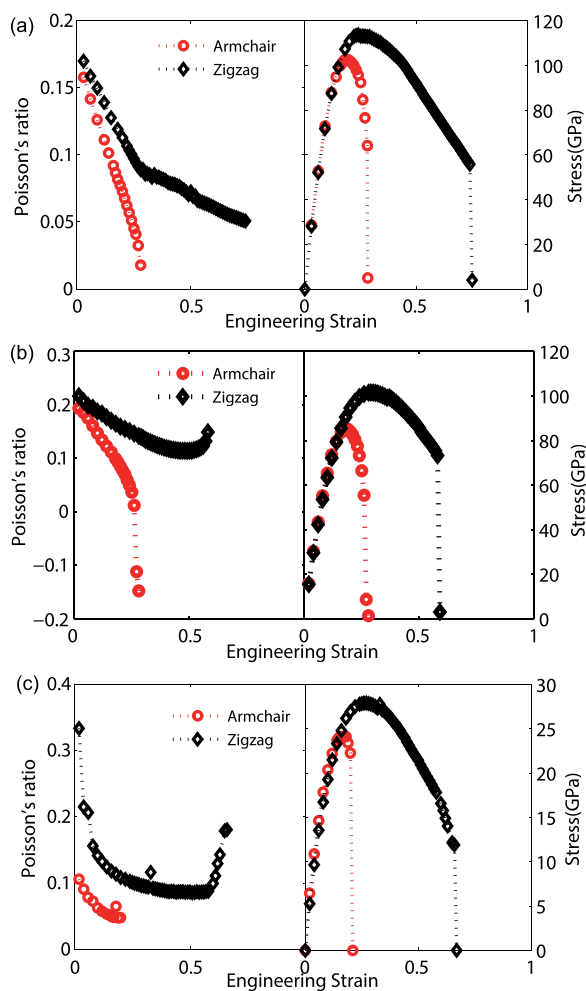 (a)
0.2
0.15
0.1
0.05
0
Poisson's ratio
Armchair
Zigzag
0
0.5
0
0.5
1
Engineering Strain
120
100
80
60
40
20
0
Stress(GPa)
(b)
0.3
0.2
0.1
0
−0.1
−0.2
Poisson's ratio
Armchair
Zigzag
0
0.5
0
0.5
1
Engineering Strain
120
100
80
60
40
20
0
Stress(GPa)
(c)
0.4
0.3
0.2
0.1
0
Poisson's ratio
Armchair
Zigzag
0
0.5
0
0.5
1
Engineering Strain
30
25
20
15
10
5
0
Stress(GPa)